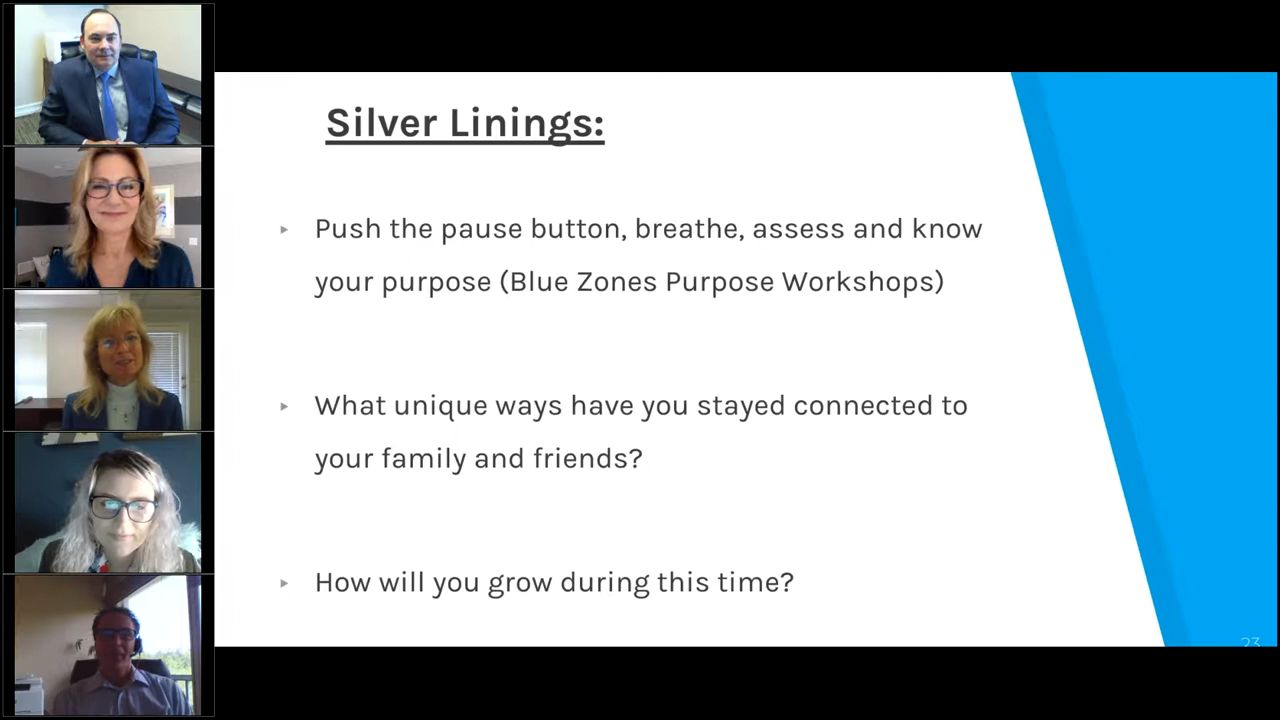 Silver Linings:
Push the pause button, breathe, assess and know
your purpose (Blue Zones Purpose Workshops)
What unique ways have you stayed connected to
your family and friends?
How will you grow during this time?
23